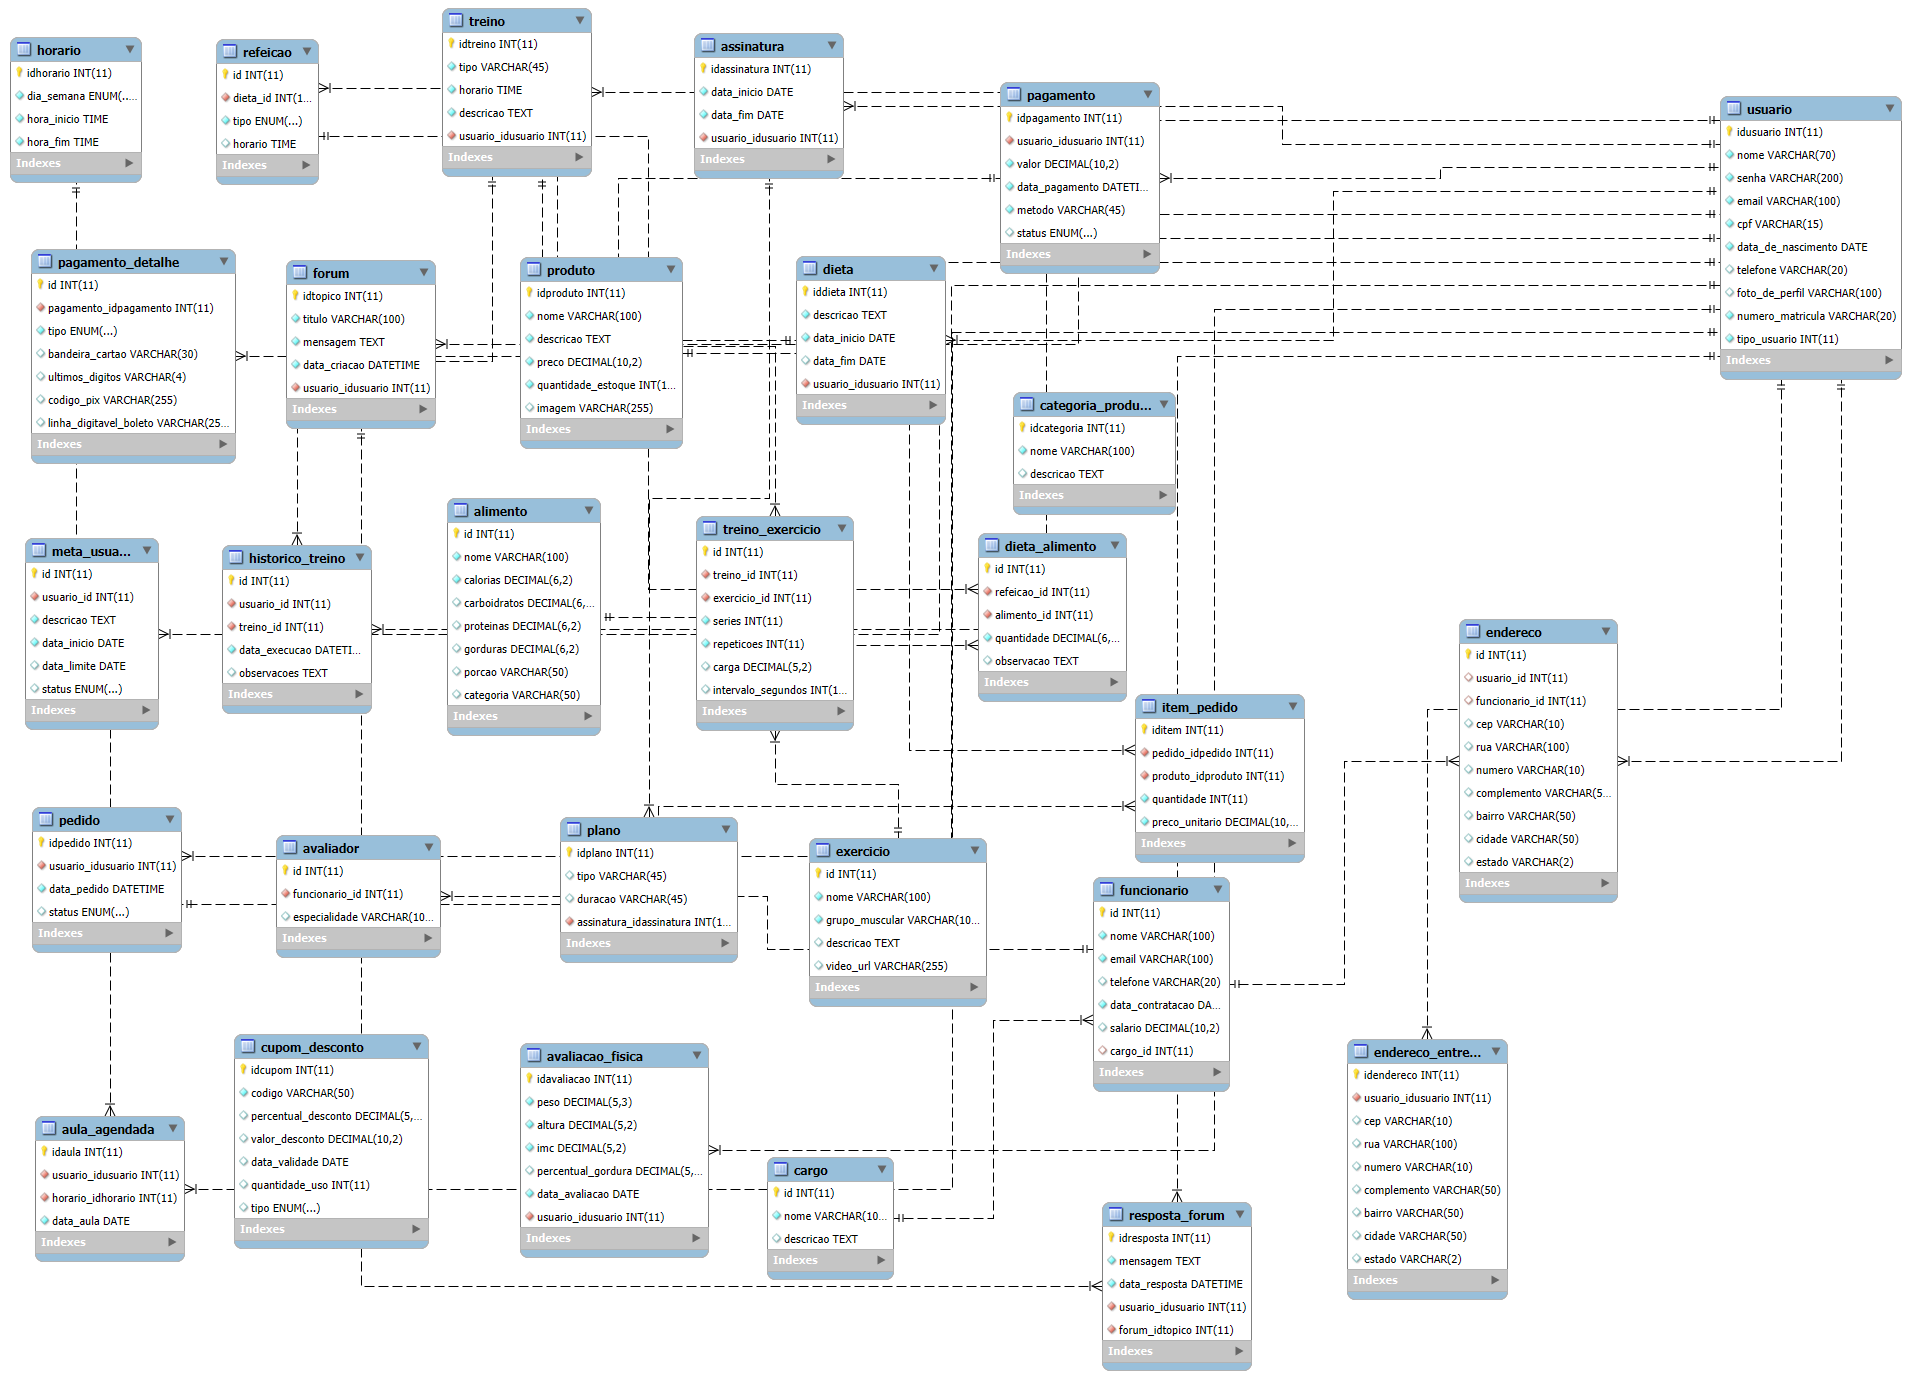 horario
idhorario INT(11)
dia_semana ENUM(...
hora_inicio TIME
hora_fim TIME
Indexes
refeicao
id INT(11)
dieta_id INT(1...
tipo ENUM(...)
horario TIME
Indexes
treino
idtreino INT(11)
tipo VARCHAR(45)
horario TIME
descricao TEXT
usuario_idusuario INT(11)
Indexes
assinatura
idassinatura INT(11)
data_inicio DATE
data_fim DATE
usuario_idusuario INT(11)
Indexes
pagamento
idpagamento INT(11)
usuario_idusuario INT(11)
valor DECIMAL(10,2)
data_pagamento DATETI...
metodo VARCHAR(45)
status ENUM(...)
Indexes
usuario
idusuario INT(11)
nome VARCHAR(70)
senha VARCHAR(200)
email VARCHAR(100)
cpf VARCHAR(15)
data_de_nascimento DATE
telefone VARCHAR(20)
foto_de_perfil VARCHAR(100)
numero_matricula VARCHAR(20)
tipo_usuario INT(11)
Indexes
pagamento_detalhe
id INT(11)
pagamento_idpagamento INT(11)
tipo ENUM(...)
bandeira_cartao VARCHAR(30)
ultimos_digitos VARCHAR(4)
codigo_pix VARCHAR(255)
linha_digitavel_boleto VARCHAR(25...
Indexes
forum
idtopico INT(11)
titulo VARCHAR(100)
mensagem TEXT
data_criacao DATETIME
usuario_idusuario INT(11)
Indexes
produto
idproduto INT(11)
nome VARCHAR(100)
descricao TEXT
preco DECIMAL(10,2)
quantidade_estoque INT(1...
imagem VARCHAR(255)
Indexes
dieta
iddieta INT(11)
descricao TEXT
data_inicio DATE
data_fim DATE
usuario_idusuario INT(11)
Indexes
categoria_produ...
idcategoria INT(11)
nome VARCHAR(100)
descricao TEXT
Indexes
meta_usua...
id INT(11)
usuario_id INT(11)
descricao TEXT
data_inicio DATE
data_limite DATE
status ENUM(...)
Indexes
historico_treino
id INT(11)
usuario_id INT(11)
treino_id INT(11)
data_execucao DATETI...
observacoes TEXT
Indexes
alimento
id INT(11)
nome VARCHAR(100)
calorias DECIMAL(6,2)
carboidratos DECIMAL(6,...
proteinas DECIMAL(6,2)
gorduras DECIMAL(6,2)
porcao VARCHAR(50)
categoria VARCHAR(50)
Indexes
treino_exercicio
id INT(11)
treino_id INT(11)
exercicio_id INT(11)
series INT(11)
repeticoes INT(11)
carga DECIMAL(5,2)
intervalo_segundos INT(1...
Indexes
dieta_alimento
id INT(11)
refeicao_id INT(11)
alimento_id INT(11)
quantidade DECIMAL(6,...
observacao TEXT
Indexes
item_pedido
iditem INT(11)
pedido_idpedido INT(11)
produto_idproduto INT(11)
quantidade INT(11)
preco_unitario DECIMAL(10,...
Indexes
endereco
id INT(11)
usuario_id INT(11)
funcionario_id INT(11)
cep VARCHAR(10)
rua VARCHAR(100)
numero VARCHAR(10)
complemento VARCHAR(5...
bairro VARCHAR(50)
cidade VARCHAR(50)
estado VARCHAR(2)
Indexes
pedido
idpedido INT(11)
usuario_idusuario INT(11)
data_pedido DATETIME
status ENUM(...)
Indexes
avaliador
id INT(11)
funcionario_id INT(11)
especialidade VARCHAR(10...
Indexes
plano
idplano INT(11)
tipo VARCHAR(45)
duracao VARCHAR(45)
assinatura_idassinatura INT(1...
Indexes
exercicio
id INT(11)
nome VARCHAR(100)
grupo_muscular VARCHAR(10...
descricao TEXT
video_url VARCHAR(255)
Indexes
funcionario
id INT(11)
nome VARCHAR(100)
email VARCHAR(100)
telefone VARCHAR(20)
data_contratacao DA...
salario DECIMAL(10,2)
cargo_id INT(11)
Indexes
cupom_desconto
idcupom INT(11)
codigo VARCHAR(50)
percentual_desconto DECIMAL(5,...
valor_desconto DECIMAL(10,2)
data_validade DATE
quantidade_uso INT(11)
tipo ENUM(...)
Indexes
avaliacao_fisica
idavaliacao INT(11)
peso DECIMAL(5,3)
altura DECIMAL(5,2)
imc DECIMAL(5,2)
percentual_gordura DECIMAL(5,...
data_avaliacao DATE
usuario_idusuario INT(11)
Indexes
endereco_entre...
idendereco INT(11)
usuario_idusuario INT(11)
cep VARCHAR(10)
rua VARCHAR(100)
numero VARCHAR(10)
complemento VARCHAR(50)
bairro VARCHAR(50)
cidade VARCHAR(50)
estado VARCHAR(2)
Indexes
aula_agendada
idaula INT(11)
usuario_idusuario INT(11)
horario_idhorario INT(11)
data_aula DATE
Indexes
cargo
id INT(11)
nome VARCHAR(10...
descricao TEXT
Indexes
resposta_forum
idresposta INT(11)
mensagem TEXT
data_resposta DATETIME
usuario_idusuario INT(11)
forum_idtopico INT(11)
Indexes